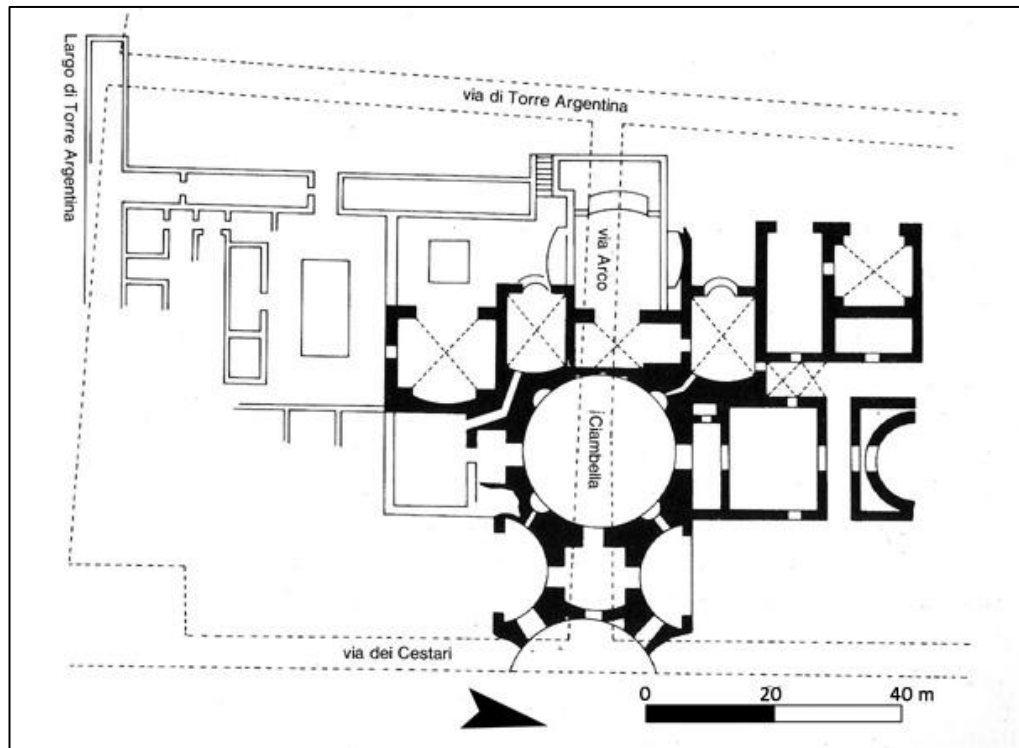 Largo di Torre Argentina
via di Torre Argentina
via Arco
Ciambella
via dei Cestari
0 20 40 m